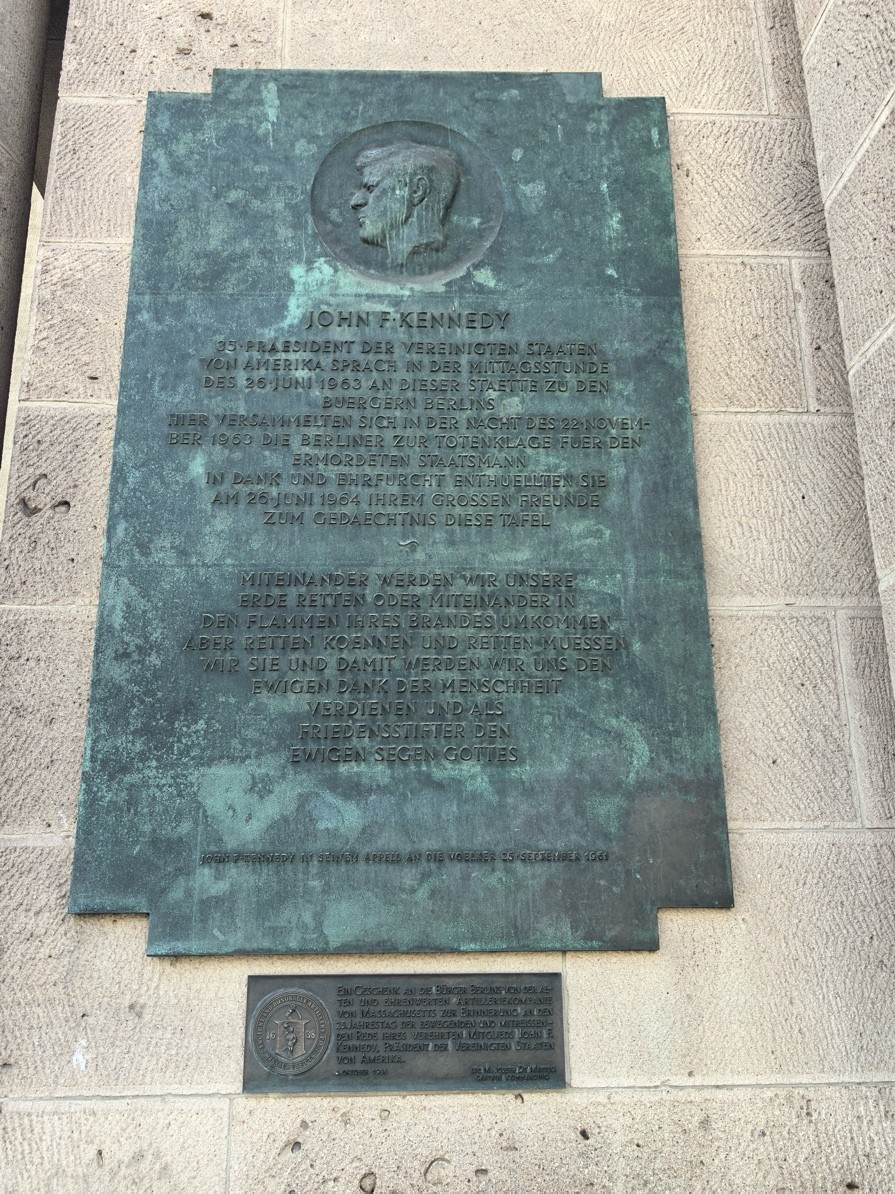 JOHN F·KENNEDY
35·PRAESIDENT DER VEREINIGTEN STAATEN
VON AMERIKA SPRACH IN DER MITTAGSSTUNDE
DES 26·JUNI 1963 AN DIESER STAETTE ZU DEN
BUERGERN BERLINS
HIER VERSAMMELTEN SICH IN DER NACHT DES 22·NOVEM-
BER 1963 DIE BERLINER ZUR TOTENKLAGE FUER DEN
ERMORDETEN STAATSMANN
IN DANK UND EHRFURCHT ENTHUELLTEN SIE
AM 26·JUNI 1964 IHREM GROSSEN FREUNDE
ZUM GEDAECHTNIS DIESE TAFEL
MITEINANDER WERDEN WIR UNSERE
ERDE RETTEN ODER MITEINANDER IN
DEN FLAMMEN IHRES BRANDES UMKOMMEN
ABER RETTEN KOENNEN UND RETTEN MUESSEN
WIR SIE UND DAMIT WERDEN WIR UNS DEN
EWIGEN DANK DER MENSCHHEIT
VERDIENEN UND ALS
FRIEDENSSTIFTER DEN
EWIGEN SEGEN GOTTES
JOHN F·KENNEDY IN SEINEM APPELL AN DIE VOELKER 25·SEPTEMBER 1961
EIN GESCHENK AN DIE BÜRGER BERLINS VON DER AL-
TEN UND EHRENWERTEN ARTILLERIEKOMPANIE
VON MASSACHUSETTS ZUR ERINNERUNG AN DEN
25. JAHRESTAG DER BEWEGENDEN UND MITREISSEN-
DEN REDE IHRES VEREHRTEN MITGLIEDS JOHN F.
KENNEDY, PRÄSIDENT DER VEREINIGTEN STAATEN
VON AMERIKA.
OKTOBER
CAPTAIN COMMANDING
1638